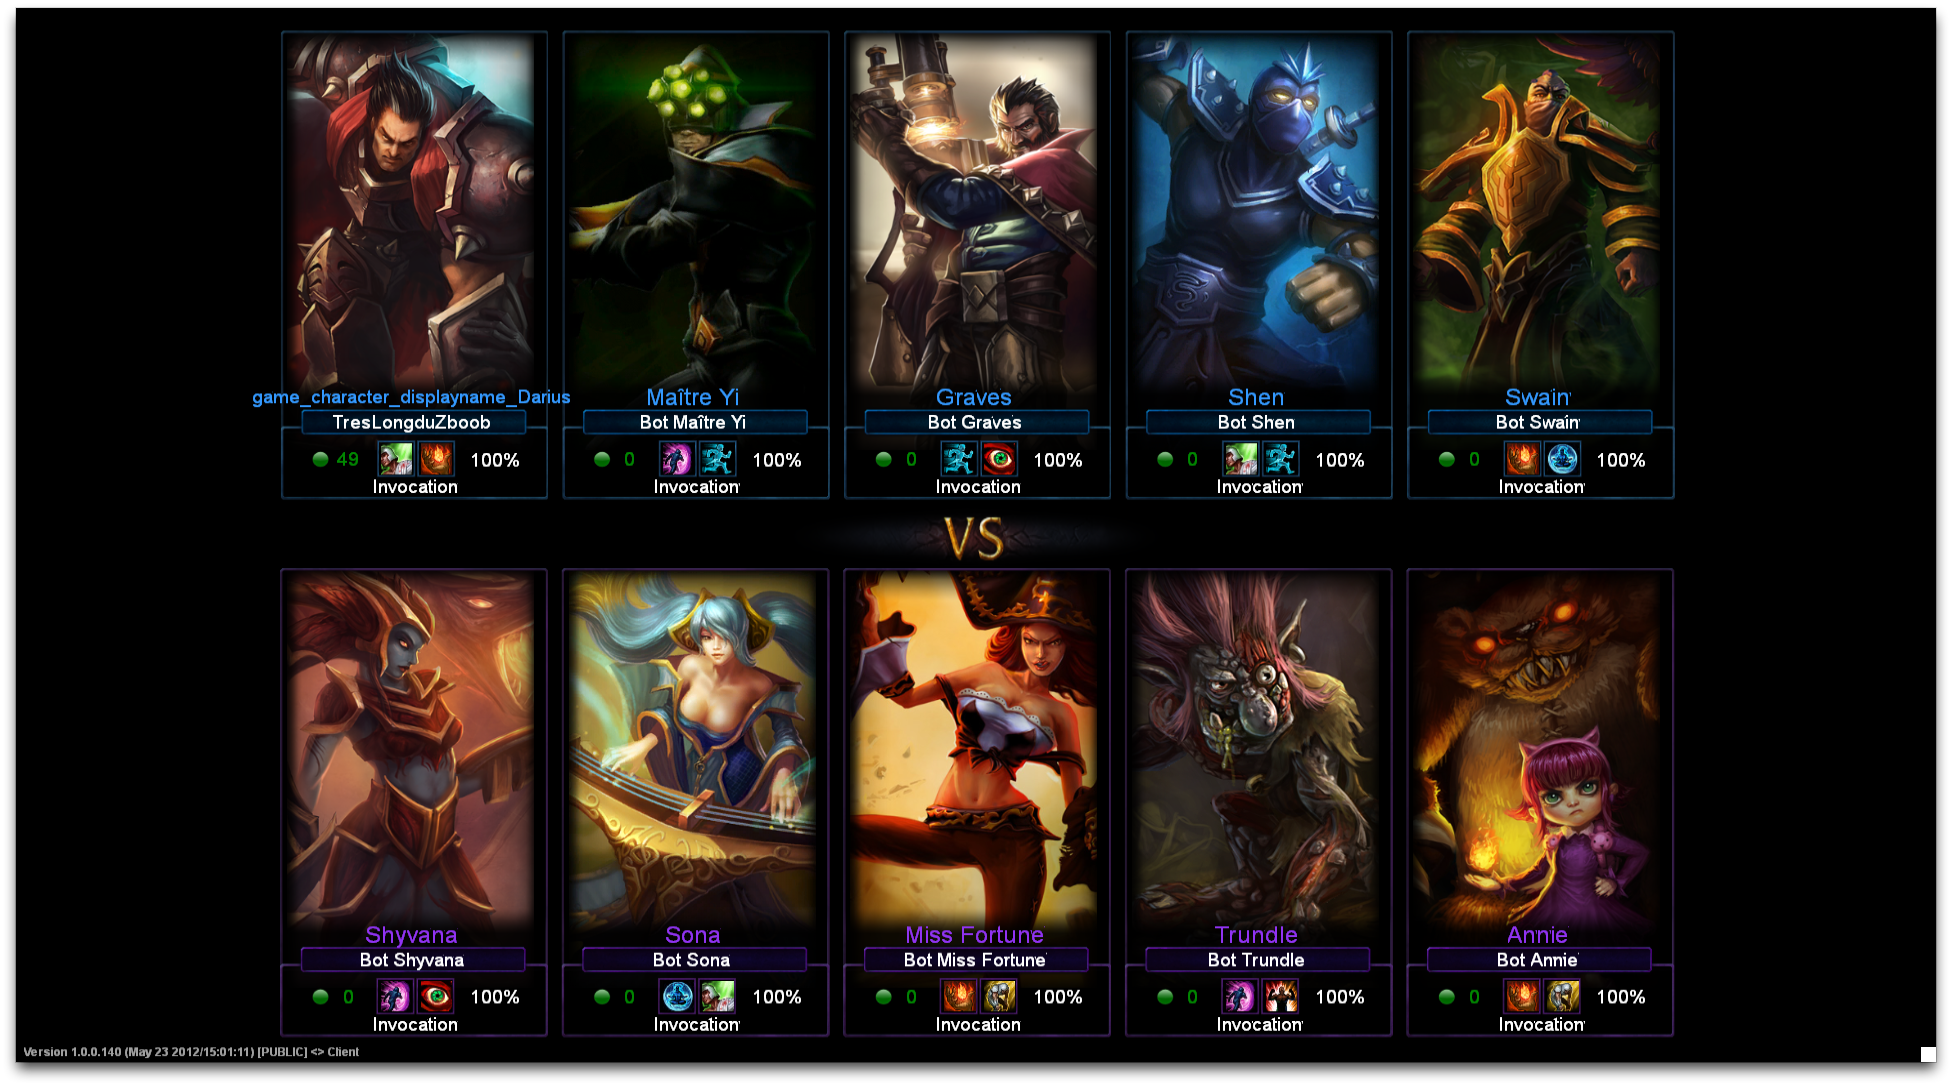 game_character_displayname_Darius
TresLongduZboob
49 100%
Invocation
Maître Yi
Bot Maître Yi
0 100%
Invocation
Graves
Bot Graves
0 100%
Invocation
Shen
Bot Shen
0 100%
Invocation
Swain
Bot Swain
0 100%
Invocation
VS
Shyvana
Bot Shyvana
0 100%
Invocation
Sona
Bot Sona
0 100%
Invocation
Miss Fortune
Bot Miss Fortune
0 100%
Invocation
Trundle
Bot Trundle
0 100%
Invocation
Annie
Bot Annie
0 100%
Invocation
Version 1.0.0.140 (May 23 2012/15:01:11) [PUBLIC] <> Client